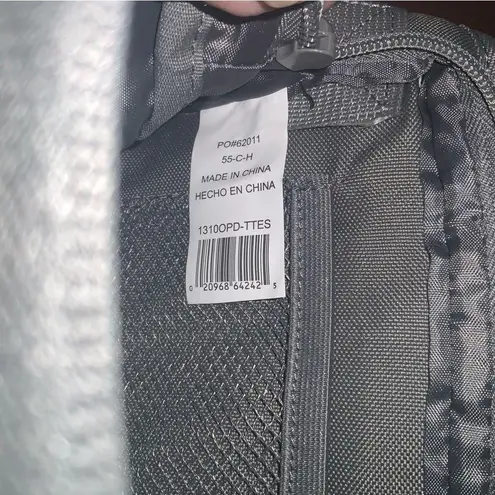 PO#62011
55-C-H
MADE IN CHINA
HECHO EN CHINA
1310OPD-TTES
0 20968 64242 5